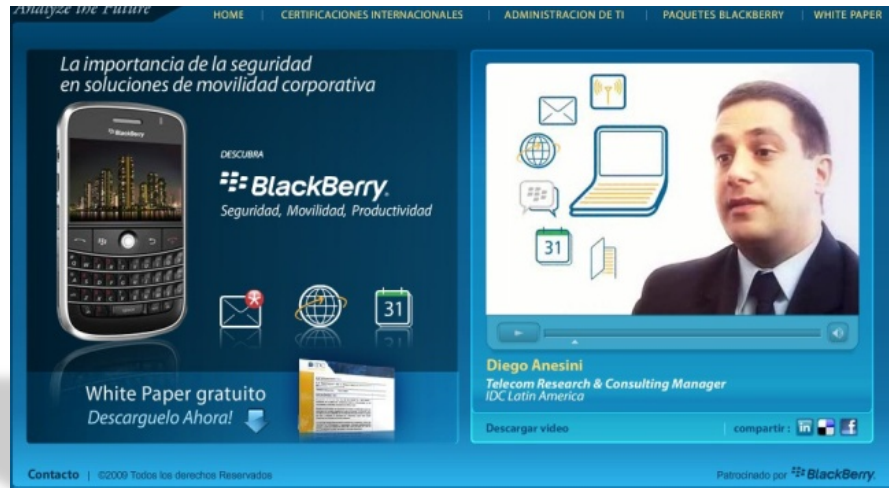 Analyze the Future
HOME | CERTIFICACIONES INTERNACIONALES | ADMINISTRACION DE TI | PAQUETES BLACKBERRY | WHITE PAPER
La importancia de la seguridad
en soluciones de movilidad corporativa
BlackBerry
DESCUBRA
BlackBerry.
Seguridad, Movilidad, Productividad
31
White Paper gratuito
Descarguelo Ahora!
31
Diego Anesini
Telecom Research & Consulting Manager
IDC Latin America
Descargar video | compartir : in f
Contacto | ©2009 Todos los derechos Reservados
Patrocinado por BlackBerry.